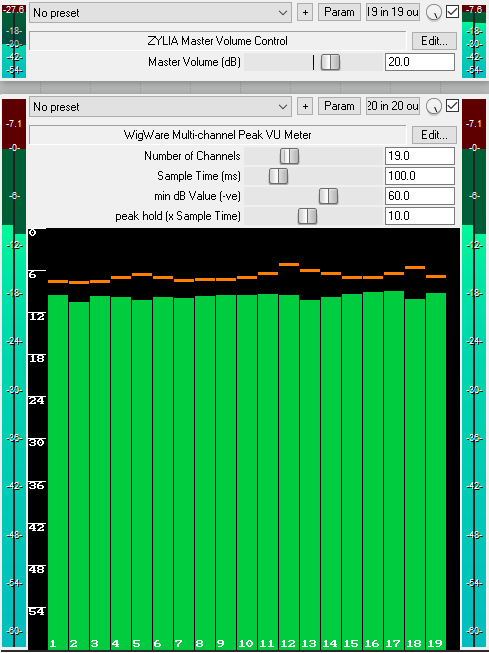 -27.6 No preset + Param 19 in 19 ou -7.6
-18- -18-
-30- ZYLIA Master Volume Control Edit... -30-
-42- -42-
-54- Master Volume (dB) 20.0 -54-
No preset + Param 20 in 20 ou
-7.1 -7.1
WigWare Multi-channel Peak VU Meter Edit...
-0- -0-
Number of Channels 19.0
Sample Time (ms) 100.0
-6- min dB Value (-ve) 60.0 -6-
peak hold (x Sample Time) 10.0
0
-12- -12-
6
-18- -18-
12
-24- -24-
18
-30- -30-
24
-36- 36 -36-
30
-42- -42-
36
42
-48- -48-
48
-54- -54-
54
-60- -60-
1 2 3 4 5 6 7 8 9 10 11 12 13 14 15 16 17 18 19